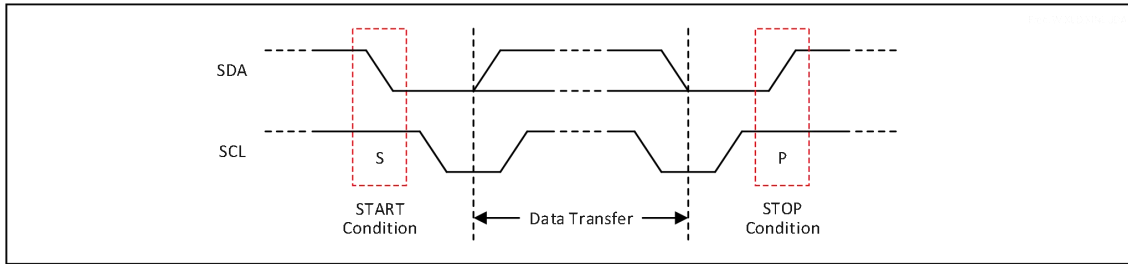 SDA
SCL
S
P
START
Condition
Data Transfer
STOP
Condition